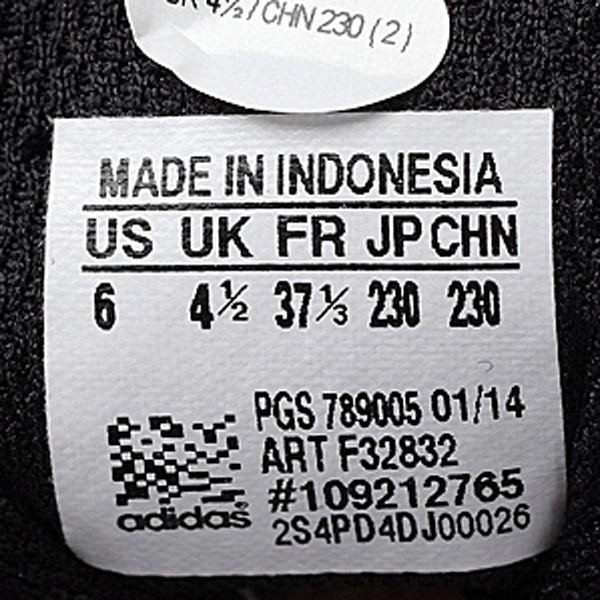 4½/CHN 230 (2)
MADE IN INDONESIA
US UK FR JP CHN
6 4½ 37⅓ 230 230
PGS 789005 01/14
ART F32832
#109212765
adidas® 2S4PD4DJ00026